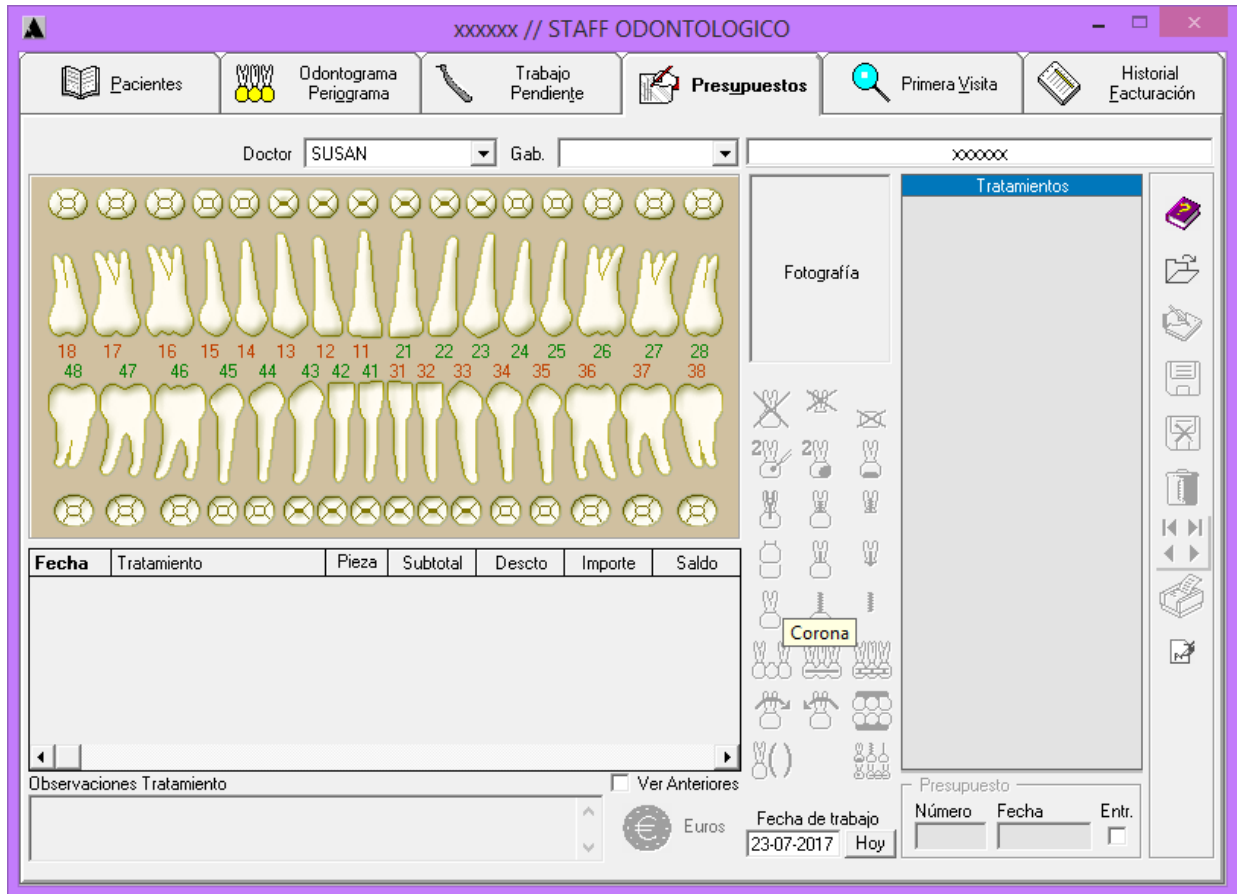 xxxxxx // STAFF ODONTOLOGICO
Pacientes
Odontograma
Periograma
Trabajo
Pendiente
Presupuestos
Primera Visita
Historial
Facturación
Doctor SUSAN Gab. xxxxxx
Tratamientos
Fotografía
18 17 16 15 14 13 12 11 21 22 23 24 25 26 27 28
48 47 46 45 44 43 42 41 31 32 33 34 35 36 37 38
2 2
Fecha Tratamiento Pieza Subtotal Descto Importe Saldo
Corona
Observaciones Tratamiento Ver Anteriores
Euros
Fecha de trabajo
23-07-2017 Hoy
Presupuesto
Número Fecha Entr.